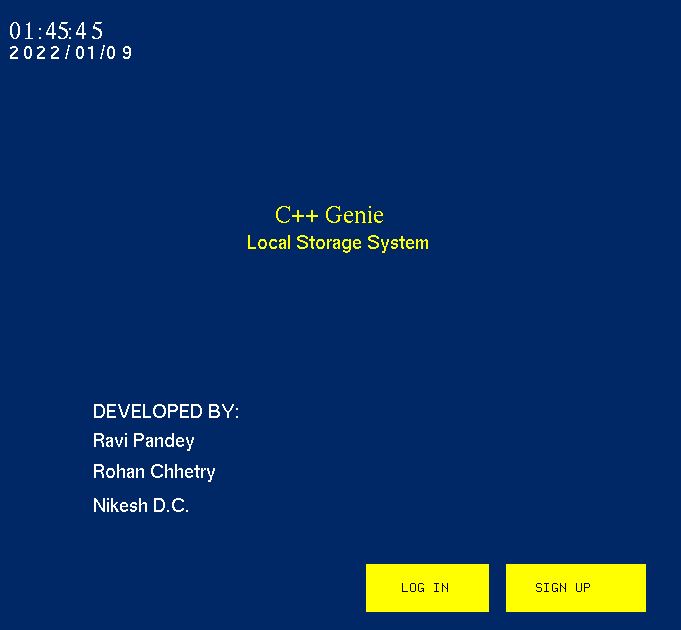 01:45:45
2022/01/09
C++ Genie
Local Storage System
DEVELOPED BY:
Ravi Pandey
Rohan Chhetry
Nikesh D.C.
LOG IN
SIGN UP